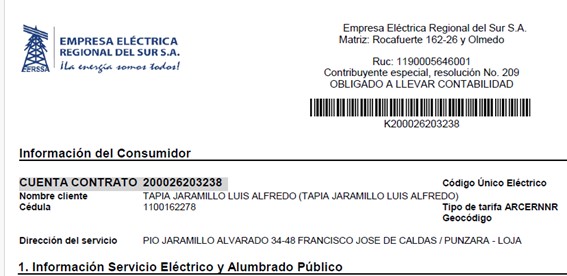 EMPRESA ELÉCTRICA
REGIONAL DEL SUR S.A.
¡La energía somos todos!
EERSSA
Empresa Eléctrica Regional del Sur S.A.
Matriz: Rocafuerte 162-26 y Olmedo
Ruc: 1190005646001
Contribuyente especial, resolución No. 209
OBLIGADO A LLEVAR CONTABILIDAD
K200026203238
Información del Consumidor
CUENTA CONTRATO 200026203238 Código Único Eléctrico
Nombre cliente TAPIA JARAMILLO LUIS ALFREDO (TAPIA JARAMILLO LUIS ALFREDO)
Cédula 1100162278 Tipo de tarifa ARCERNNR
Geocódigo
Dirección del servicio PIO JARAMILLO ALVARADO 34-48 FRANCISCO JOSE DE CALDAS / PUNZARA - LOJA
1. Información Servicio Eléctrico y Alumbrado Público